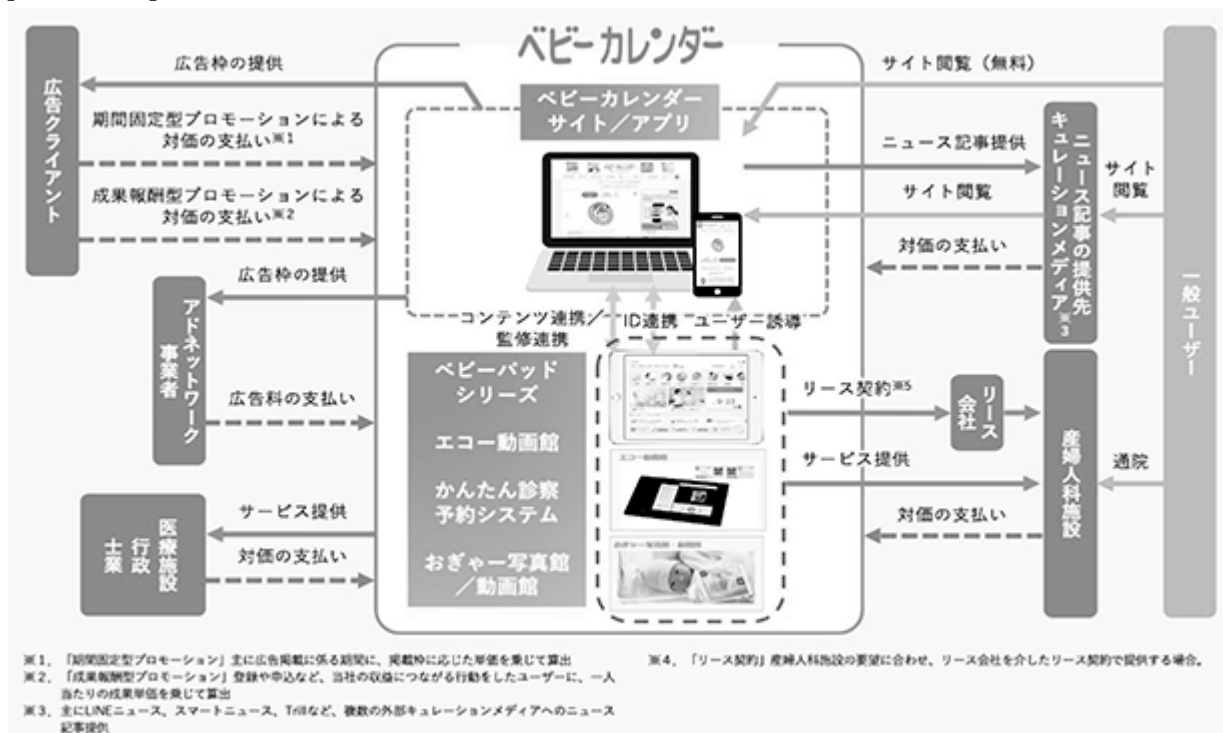 ベビーカレンダー
広告クライアント
広告枠の提供
期間固定型プロモーションによる
対価の支払い※1
成果報酬型プロモーションによる
対価の支払い※2
ベビーカレンダー
サイト／アプリ
サイト閲覧（無料）
ニュース記事提供
サイト閲覧
対価の支払い
ニュース記事の提供先
キュレーションメディア※3
サイト
閲覧
一般ユーザー
広告枠の提供
アドネットワーク
事業者
広告料の支払い
コンテンツ連携／
監修連携
ID連携
ユーザー誘導
ベビーパッド
シリーズ
エコー動画館
かんたん診察
予約システム
おぎゃー写真館
／動画館
エコー動画館
おぎゃー写真館・動画館
リース契約※5
リース
会社
サービス提供
対価の支払い
産婦人科施設
通院
医療施設
行政
士業
サービス提供
対価の支払い
※1．「期間固定型プロモーション」主に広告掲載に係る期間に、掲載枠に応じた単価を乗じて算出
※2．「成果報酬型プロモーション」登録や申込など、当社の収益につながる行動をしたユーザーに、一人
当たりの成果単価を乗じて算出
※3．主にLINEニュース、スマートニュース、Trillなど、複数の外部キュレーションメディアへのニュース
記事提供
※4．「リース契約」産婦人科施設の要望に合わせ、リース会社を介したリース契約で提供する場合。